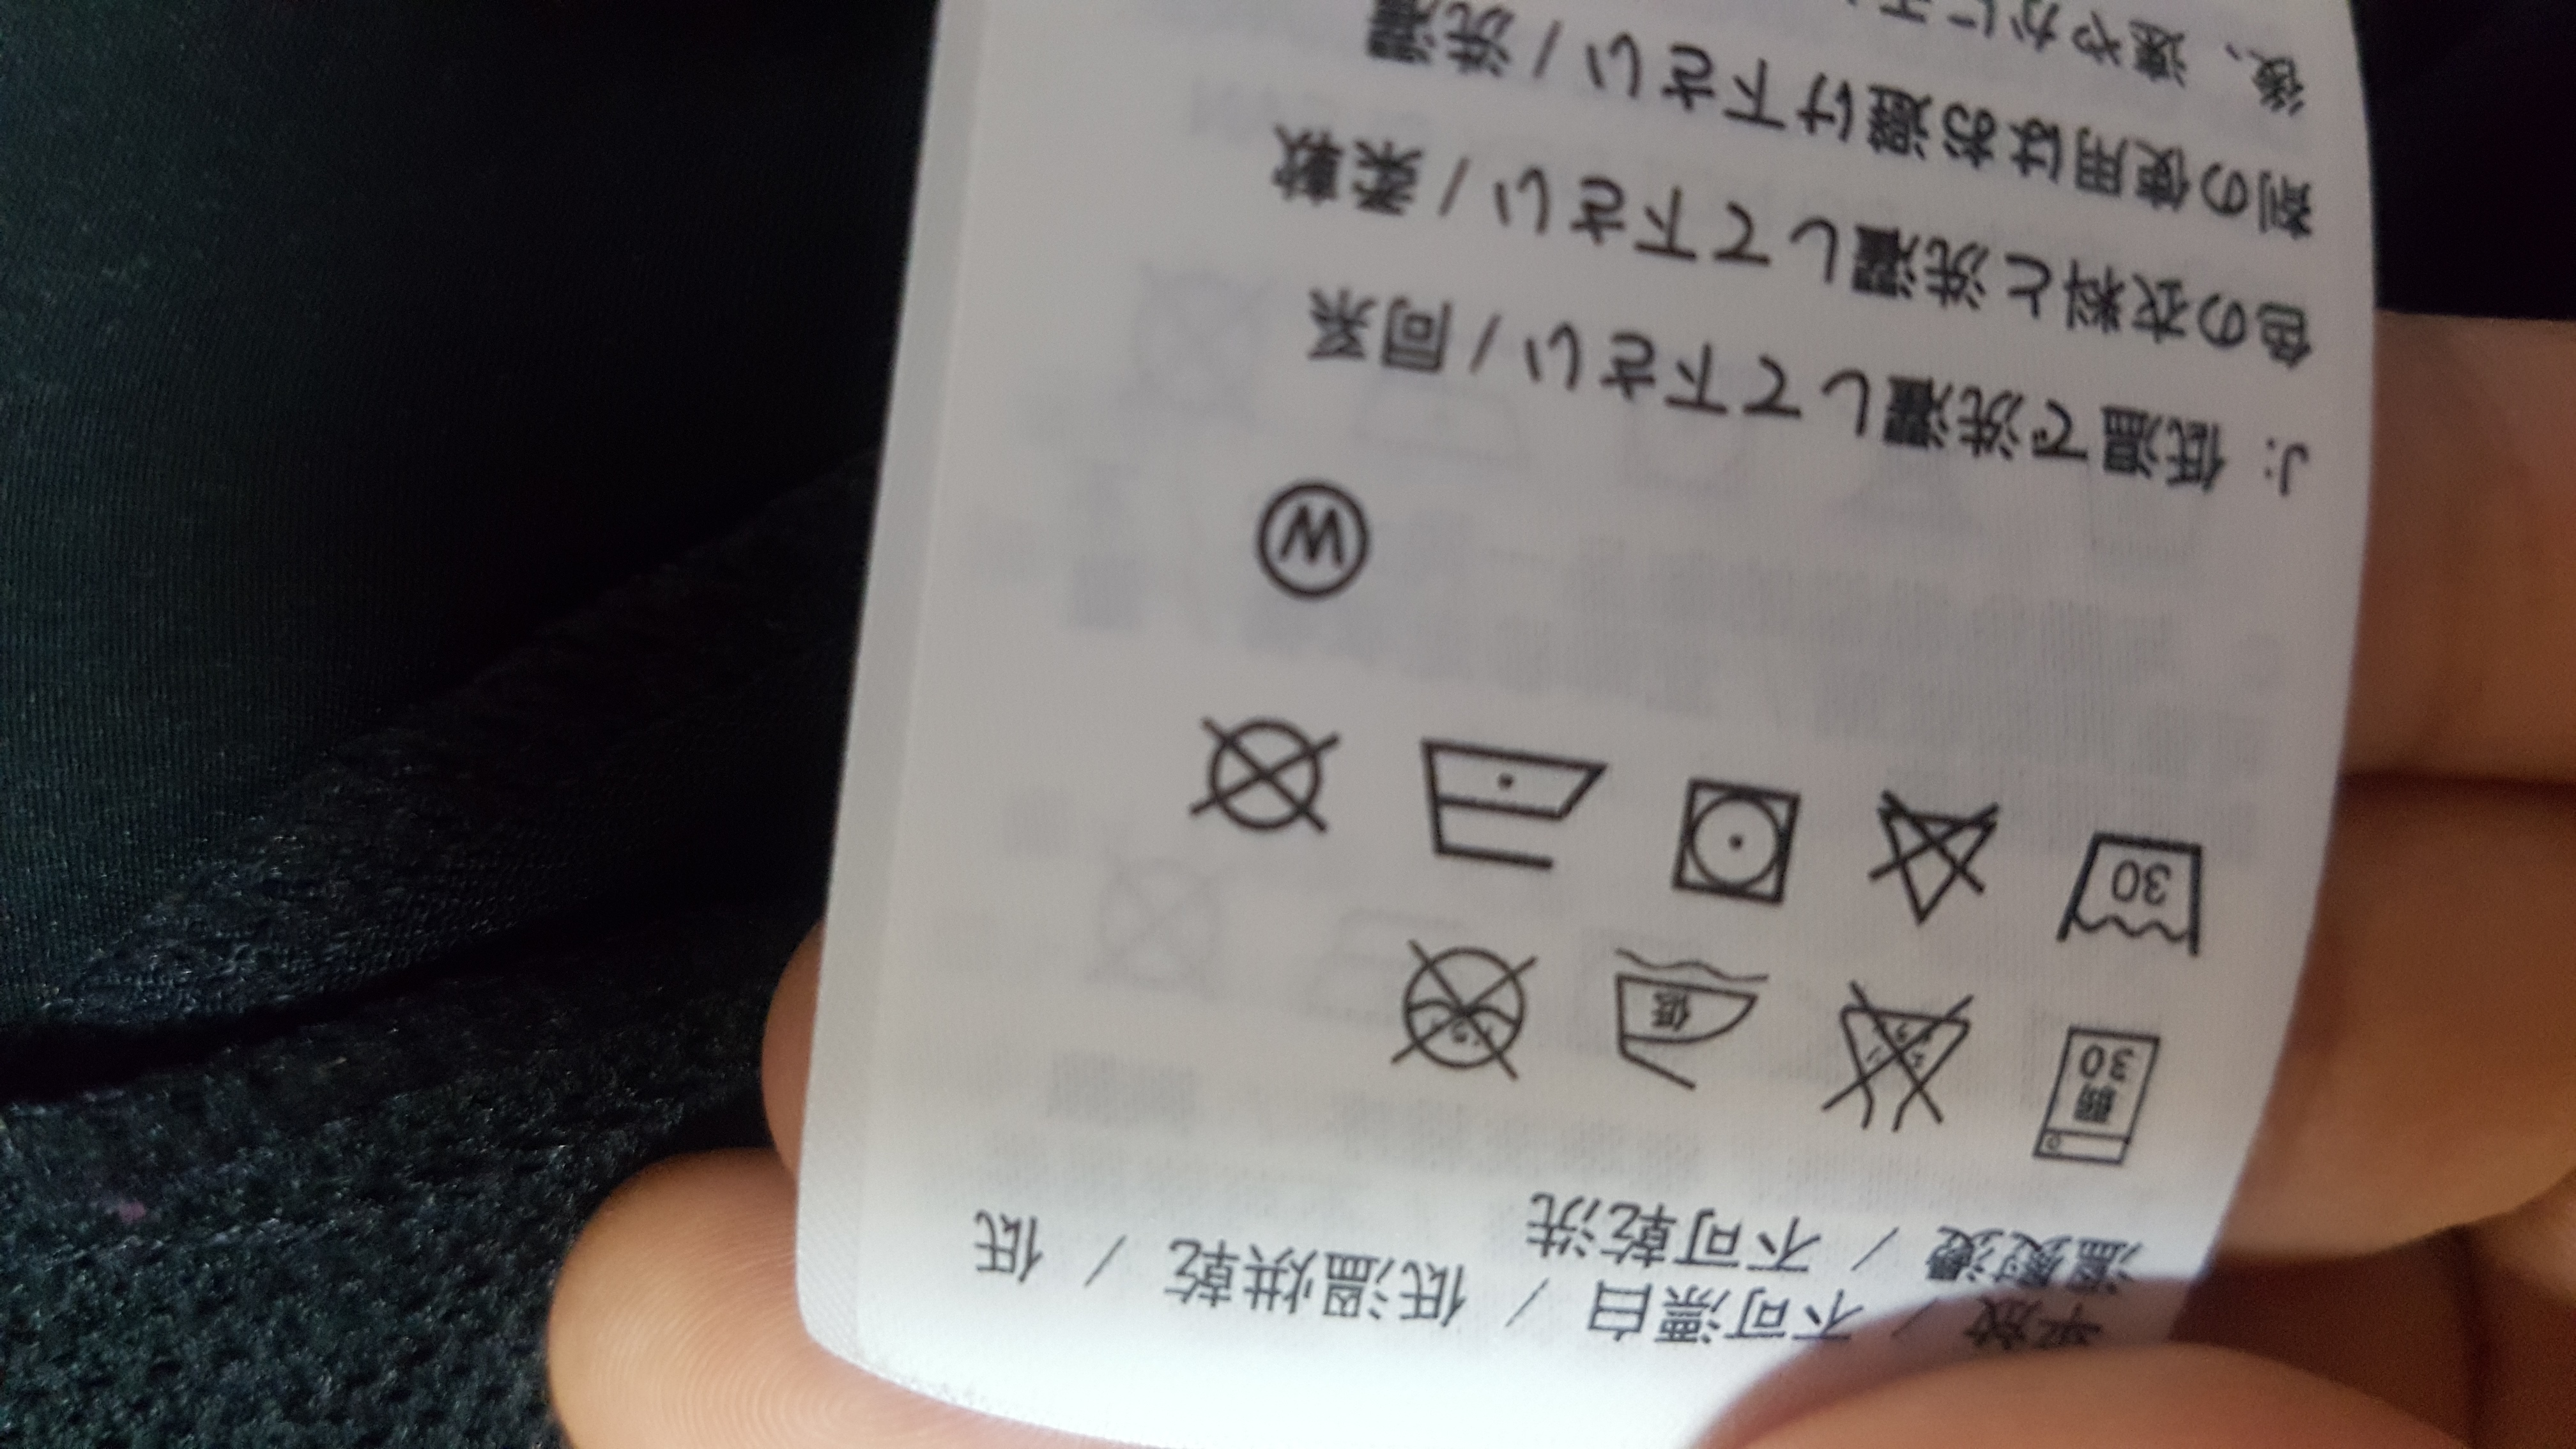 平放 / 不可漂白 / 低溫烘乾 / 低
溫熨燙 / 不可乾洗
弱
30
低
30
W
J: 低温で洗濯して下さい / 同系
色の衣料と洗濯して下さい / 柔軟
剤の使用はお避け下さい / 洗濯
後、速やかに